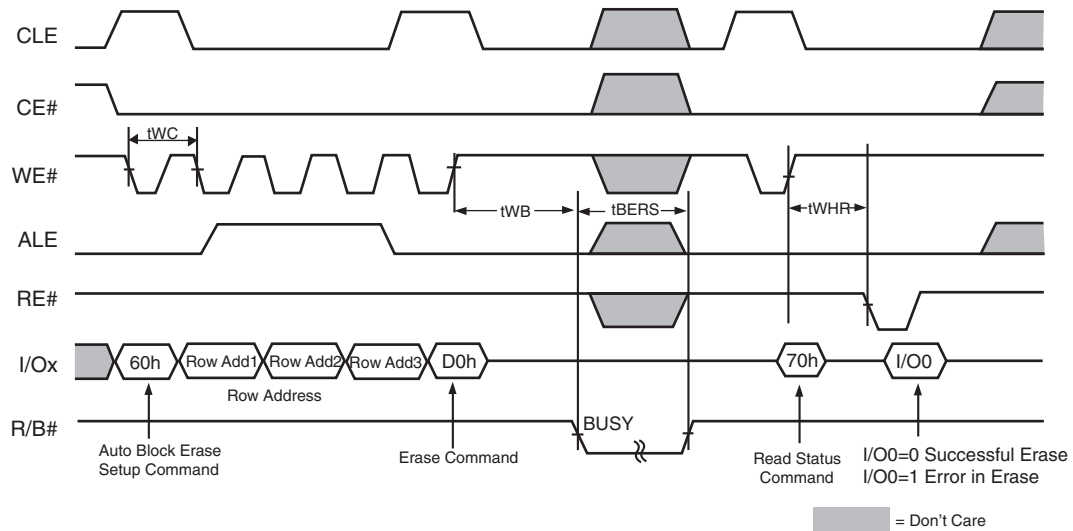 CLE
CE#
tWC
WE#
tWB
tBERS
tWHR
ALE
RE#
I/Ox
60h
Row Add1
Row Add2
Row Add3
D0h
70h
I/O0
Row Address
R/B#
BUSY
Auto Block Erase
Setup Command
Erase Command
Read Status
Command
I/O0=0 Successful Erase
I/O0=1 Error in Erase
= Don't Care